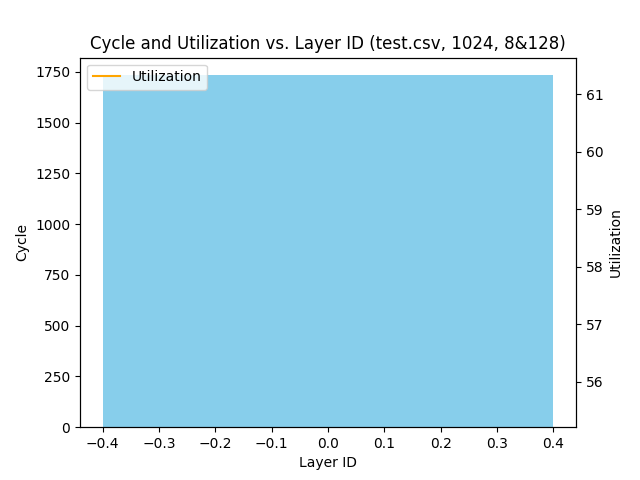 Cycle and Utilization vs. Layer ID (test.csv, 1024, 8&128)
Utilization
1750
1500
1250
1000
750
500
250
0
Cycle
61
60
59
58
57
56
Utilization
−0.4 −0.3 −0.2 −0.1 0.0 0.1 0.2 0.3 0.4
Layer ID